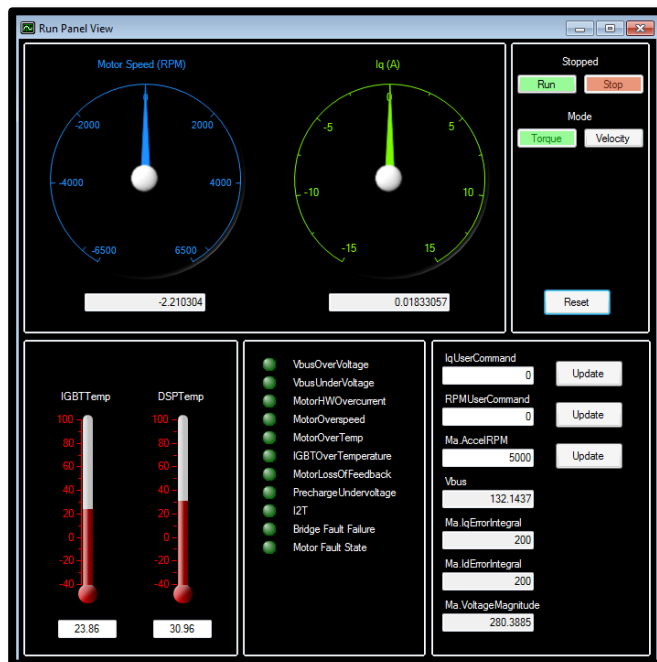 Run Panel View
Motor Speed (RPM)
0
-2000
2000
-4000
4000
-6500
6500
-2.210304
Iq (A)
0
-5
5
-10
10
-15
15
0.01833057
Stopped
Run
Stop
Mode
Torque
Velocity
Reset
IGBTTemp
100
80
60
40
20
0
-20
-40
23.86
DSPTemp
100
80
60
40
20
0
-20
-40
30.96
VbusOverVoltage
VbusUnderVoltage
MotorHWOvercurrent
MotorOverspeed
MotorOverTemp
IGBTOverTemperature
MotorLossOfFeedback
PrechargeUndervoltage
I2T
Bridge Fault Failure
Motor Fault State
IqUserCommand
0
Update
RPMUserCommand
0
Update
Ma.AccelRPM
5000
Update
Vbus
132.1437
Ma.IqErrorIntegral
200
Ma.IdErrorIntegral
200
Ma.VoltageMagnitude
280.3885